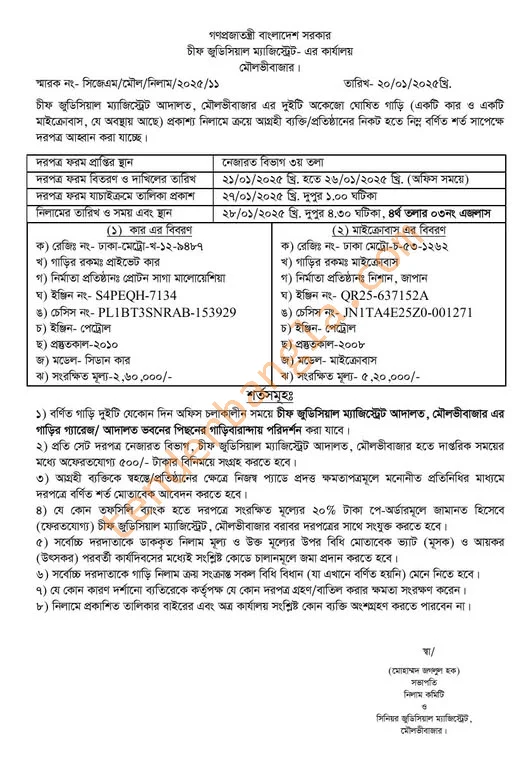 গণপ্রজাতন্ত্রী বাংলাদেশ সরকার
চীফ জুডিসিয়াল ম্যাজিস্ট্রেট- এর কার্যালয়
মৌলভীবাজার।
স্মারক নং- সিজেএম/মৌল/নিলাম/২০২৫/১১ তারিখ- ২০/০১/২০২৫খ্রি.
চীফ জুডিসিয়াল ম্যাজিস্ট্রেট আদালত, মৌলভীবাজার এর দুইটি অকেজো ঘোষিত গাড়ি (একটি কার ও একটি
মাইক্রোবাস, যে অবস্থায় আছে) প্রকাশ্য নিলামে ক্রয়ে আগ্রহী ব্যক্তি/প্রতিষ্ঠানের নিকট হতে নিম্ন বর্ণিত শর্ত সাপেক্ষে
দরপত্র আহ্বান করা যাচ্ছে।
দরপত্র ফরম প্রাপ্তির স্থান নেজারত বিভাগ ৩য় তলা
দরপত্র ফরম বিতরণ ও দাখিলের তারিখ ২১/০১/২০২৫ খ্রি. হতে ২৬/০১/২০২৫ খ্রি. (অফিস সময়ে)
দরপত্র ফরম যাচাইক্রমে তালিকা প্রকাশ ২৭/০১/২০২৫ খ্রি. দুপুর ১.০০ ঘটিকা
নিলামের তারিখ ও সময় এবং স্থান ২৮/০১/২০২৫ খ্রি. দুপুর ৪.৩০ ঘটিকা, ৪র্থ তলার ০৩নং এজলাস
(১) কার এর বিবরণ
ক) রেজিঃ নং- ঢাকা-মেট্রো-খ-১২-৯৪৮৭
খ) গাড়ির রকমঃ প্রাইভেট কার
গ) নির্মাতা প্রতিষ্ঠানঃ প্রোটন সাগা মালোয়েশিয়া
ঘ) ইঞ্জিন নং- S4PEQH-7134
ঙ) চেসিস নং- PL1BT3SNRAB-153929
চ) ইঞ্জিন- পেট্রোল
ছ) প্রস্তুতকাল-২০১০
জ) মডেল- সিডান কার
ঝ) সংরক্ষিত মূল্য-২,৬০,০০০/-
(২) মাইক্রোবাস এর বিবরণ
ক) রেজিঃ নং- ঢাকা মেট্রো-চ-৫৩-১২৬২
খ) গাড়ির রকমঃ মাইক্রোবাস
গ) নির্মাতা প্রতিষ্ঠানঃ নিশান, জাপান
ঘ) ইঞ্জিন নং- QR25-637152A
ঙ) চেসিস নং- JN1TA4E25Z0-001271
চ) ইঞ্জিন- পেট্রোল
ছ) প্রস্তুতকাল-২০০৮
জ) মডেল- মাইক্রোবাস
ঝ) সংরক্ষিত মূল্য- ৫,২০,০০০/-
শর্তসমূহঃ
১) বর্ণিত গাড়ি দুইটি যেকোন দিন অফিস চলাকালীন সময়ে চীফ জুডিসিয়াল ম্যাজিস্ট্রেট আদালত, মৌলভীবাজার এর
গাড়ির গ্যারেজ/ আদালত ভবনের পিছনের গাড়িবারান্দায় পরিদর্শন করা যাবে।
২) প্রতি সেট দরপত্র নেজারত বিভাগ, চীফ জুডিসিয়াল ম্যাজিস্ট্রেট আদালত, মৌলভীবাজার হতে দাপ্তরিক সময়ের
মধ্যে অফেরতযোগ্য ৫০০/- টাকার বিনিময়ে সংগ্রহ করতে হবে।
৩) আগ্রহী ব্যক্তিকে স্বহস্তে/প্রতিষ্ঠানের ক্ষেত্রে নিজস্ব প্যাডে প্রদত্ত ক্ষমতাপত্রমূলে মনোনীত প্রতিনিধির মাধ্যমে
দরপত্রে বর্ণিত শর্ত মোতাবেক আবেদন করতে হবে।
৪) যে কোন তফসিলি ব্যাংক হতে দরপত্রে সংরক্ষিত মূল্যের ২০% টাকা পে-অর্ডারমূলে জামানত হিসেবে
(ফেরতযোগ্য) চীফ জুডিসিয়াল ম্যাজিস্ট্রেট, মৌলভীবাজার বরাবর দরপত্রের সাথে সংযুক্ত করতে হবে।
৫) সর্বোচ্চ দরদাতাকে ডাককৃত নিলাম মূল্য ও উক্ত মূল্যের উপর বিধি মোতাবেক ভ্যাট (মূসক) ও আয়কর
(উৎসকর) পরবর্তী কার্যদিবসের মধ্যেই সংশ্লিষ্ট কোডে চালানমূলে জমা প্রদান করতে হবে।
৬) সর্বোচ্চ দরদাতাকে গাড়ি নিলাম ক্রয় সংক্রান্ত সকল বিধি বিধান (যা এখানে বর্ণিত হয়নি) মেনে নিতে হবে।
৭) যে কোন কারণ দর্শানো ব্যতিরেকে কর্তৃপক্ষ যে কোন দরপত্র গ্রহণ/বাতিল করার ক্ষমতা সংরক্ষণ করেন।
৮) নিলামে প্রকাশিত তালিকার বাইরের এবং অত্র কার্যালয় সংশ্লিষ্ট কোন ব্যক্তি অংশগ্রহণ করতে পারবেন না।
স্বা/
(মোহাম্মদ জগলুল হক)
সভাপতি
নিলাম কমিটি
ও
সিনিয়র জুডিসিয়াল ম্যাজিস্ট্রেট,
মৌলভীবাজার।
tenderbangla.com